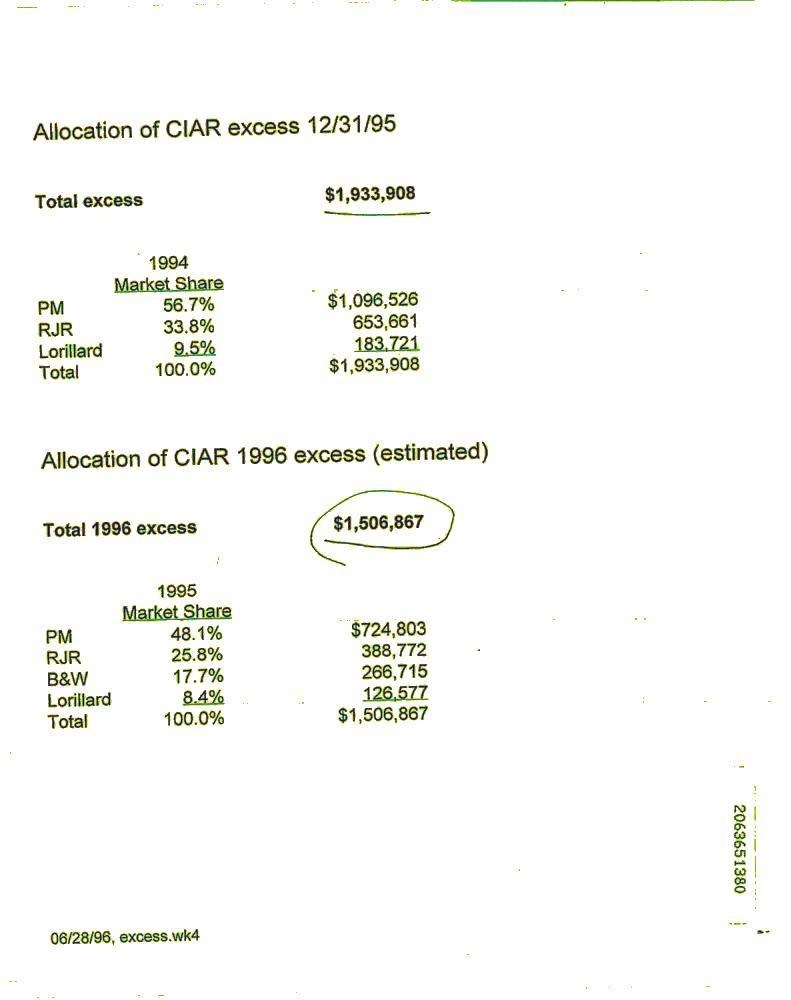 Allocation of CIAR excess 12/31/95
Total excess $1,933,908
1994
Market Share
PM 56.7% $1,096,526
RJR 33.8% 653,661
Lorillard 9.5% 183,721
Total 100.0% $1,933,908
Allocation of CIAR 1996 excess (estimated)
Total 1996 excess $1,506,867
1995
Market Share
PM 48.1% $724,803
RJR 25.8% 388,772
B&W 17.7% 266,715
Lorillard 8.4% 126,577
Total 100.0% $1,506,867
2063651380
06/28/96, excess.wk4